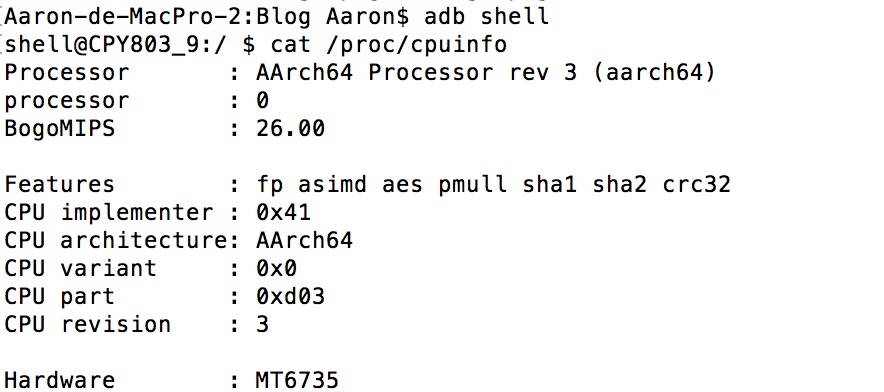 [Aaron-de-MacPro-2:Blog Aaron$ adb shell
[shell@CPY803_9:/ $ cat /proc/cpuinfo
Processor       : AArch64 Processor rev 3 (aarch64)
processor       : 0
BogoMIPS        : 26.00
Features        : fp asimd aes pmull sha1 sha2 crc32
CPU implementer : 0x41
CPU architecture: AArch64
CPU variant     : 0x0
CPU part        : 0xd03
CPU revision    : 3
Hardware        : MT6735